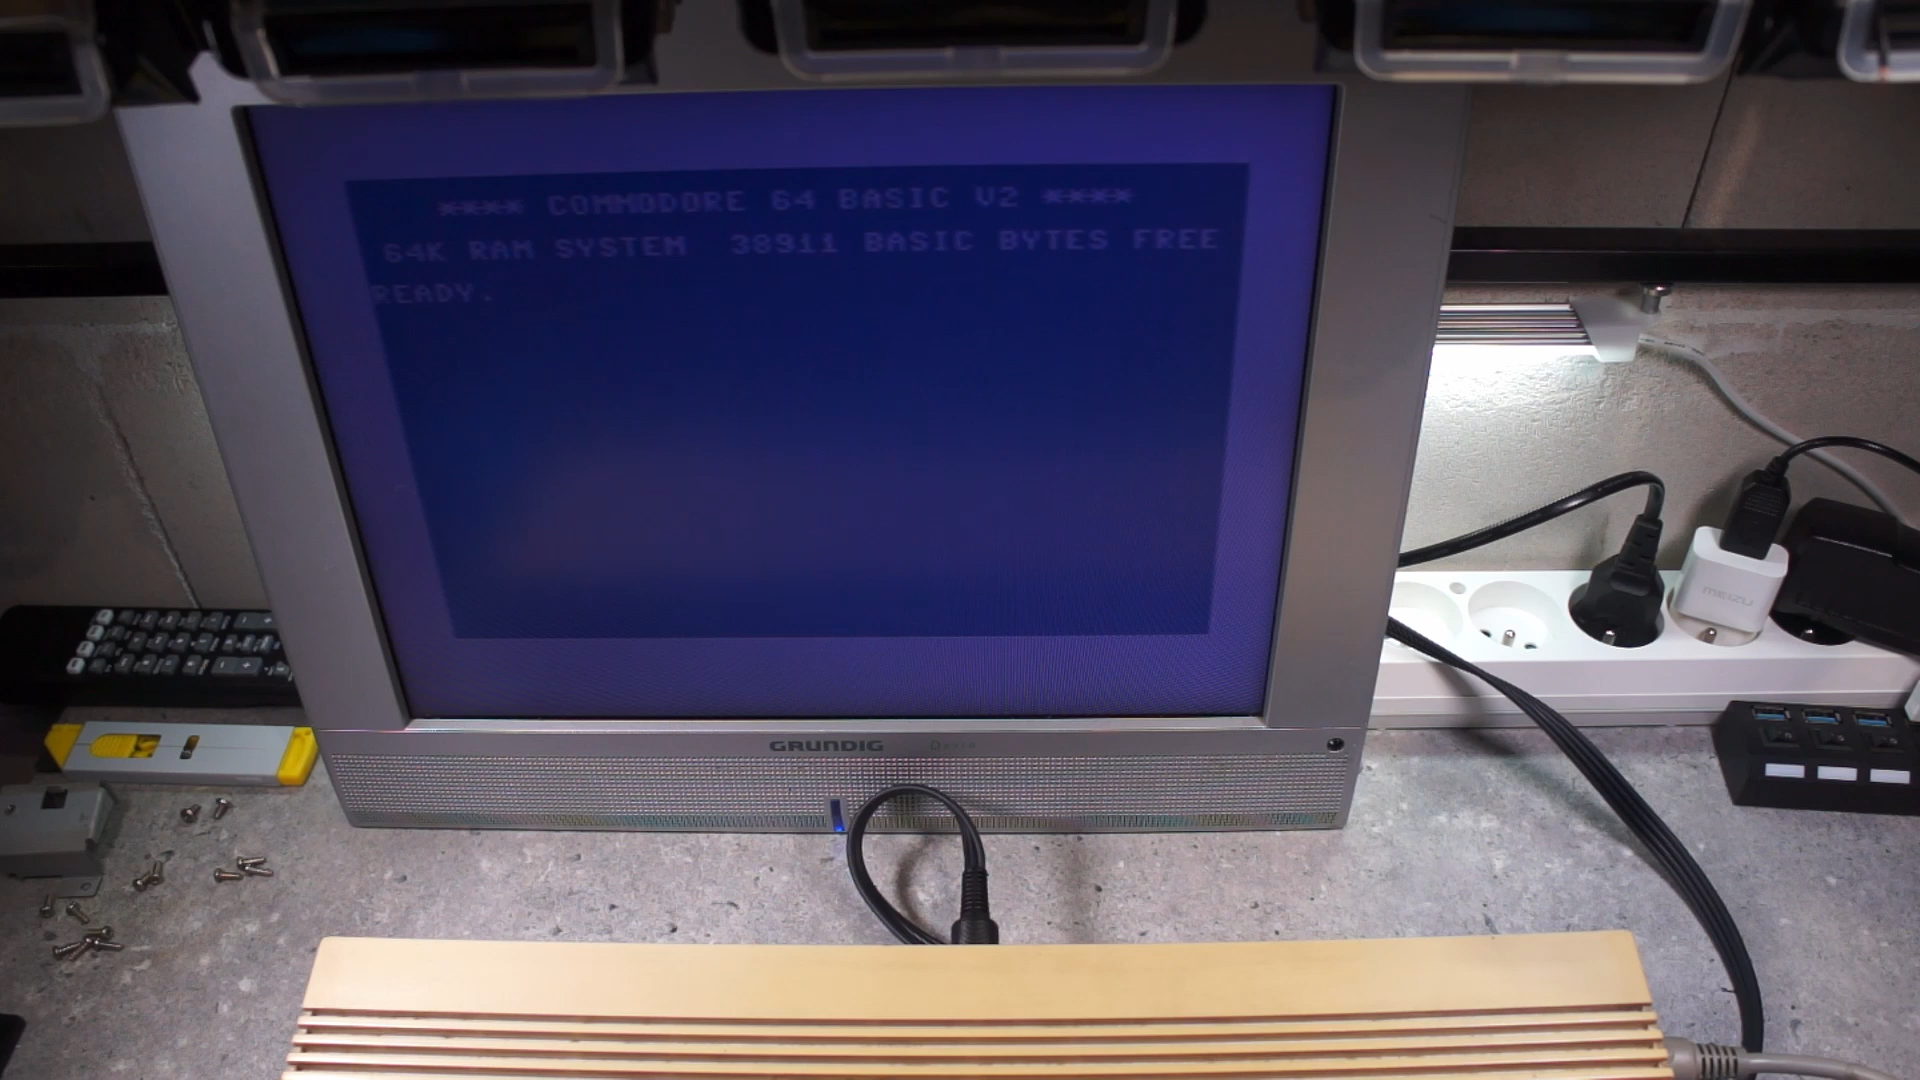 **** COMMODORE 64 BASIC V2 ****
64K RAM SYSTEM  38911 BASIC BYTES FREE
READY.
GRUNDIG
MEIZU